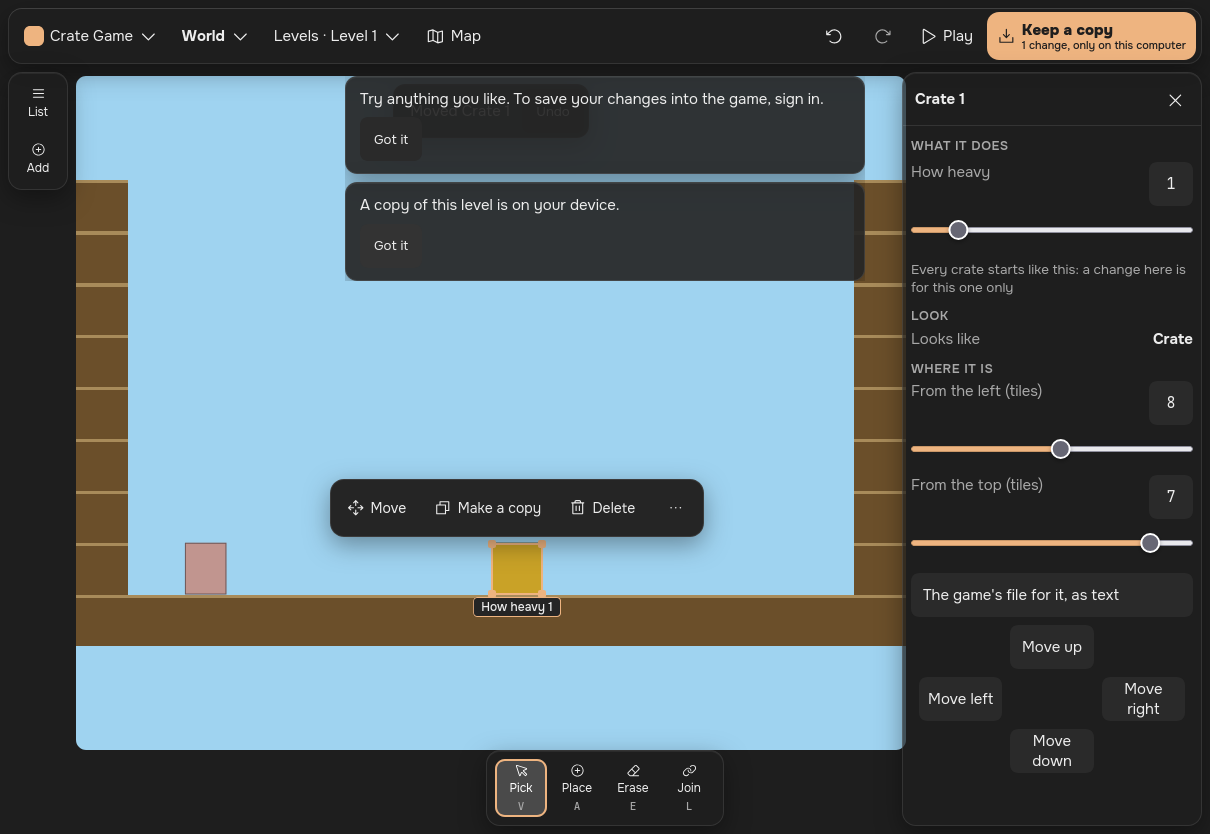 Crate Game
World
Levels · Level 1
Map
Play
Keep a copy
1 change, only on this computer
List
Add
Try anything you like. To save your changes into the game, sign in.
Moved Crate 1
Undo
Got it
A copy of this level is on your device.
Got it
Move
Make a copy
Delete
···
How heavy 1
Pick
V
Place
A
Erase
E
Join
L
Crate 1
WHAT IT DOES
How heavy
1
Every crate starts like this: a change here is
for this one only
LOOK
Looks like
Crate
WHERE IT IS
From the left (tiles)
8
From the top (tiles)
7
The game's file for it, as text
Move up
Move left
Move
right
Move
down